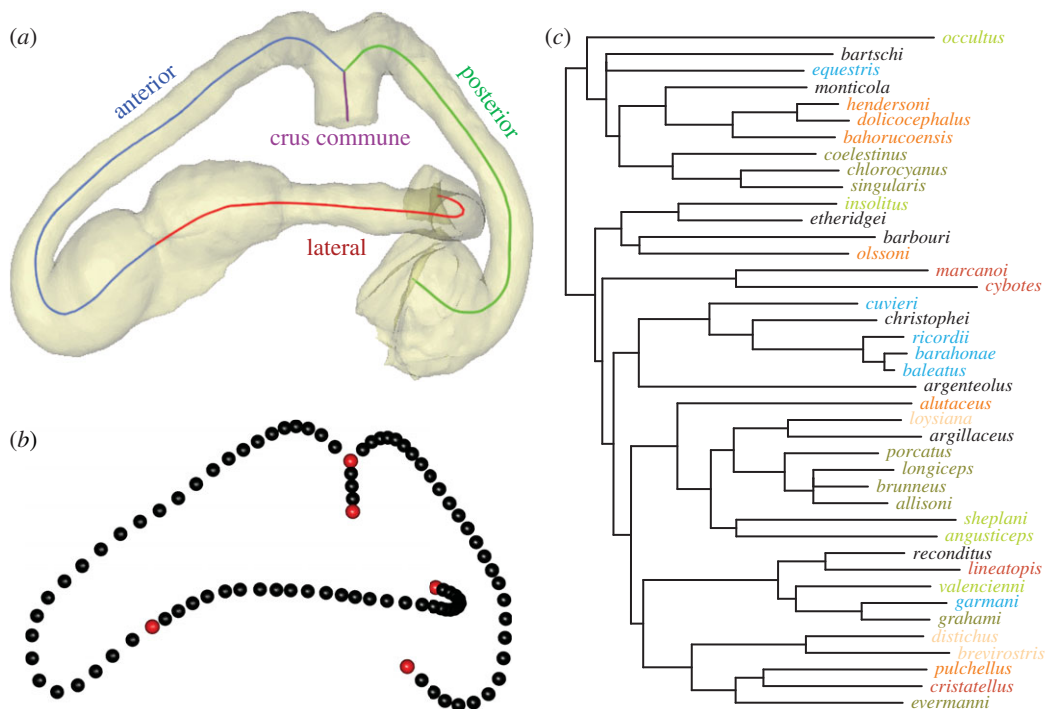 (a)
anterior
posterior
crus commune
lateral
(b)
(c)
occultus
bartschi
equestris
monticola
hendersoni
dolicocephalus
bahorucoensis
coelestinus
chlorocyanus
singularis
insolitus
etheridgei
barbouri
olssoni
marcanoi
cybotes
cuvieri
christophei
ricordii
barahonae
baleatus
argenteolus
alutaceus
loysiana
argillaceus
porcatus
longiceps
brunneus
allisoni
sheplani
angusticeps
reconditus
lineatopis
valencienni
garmani
grahami
distichus
brevirostris
pulchellus
cristatellus
evermanni